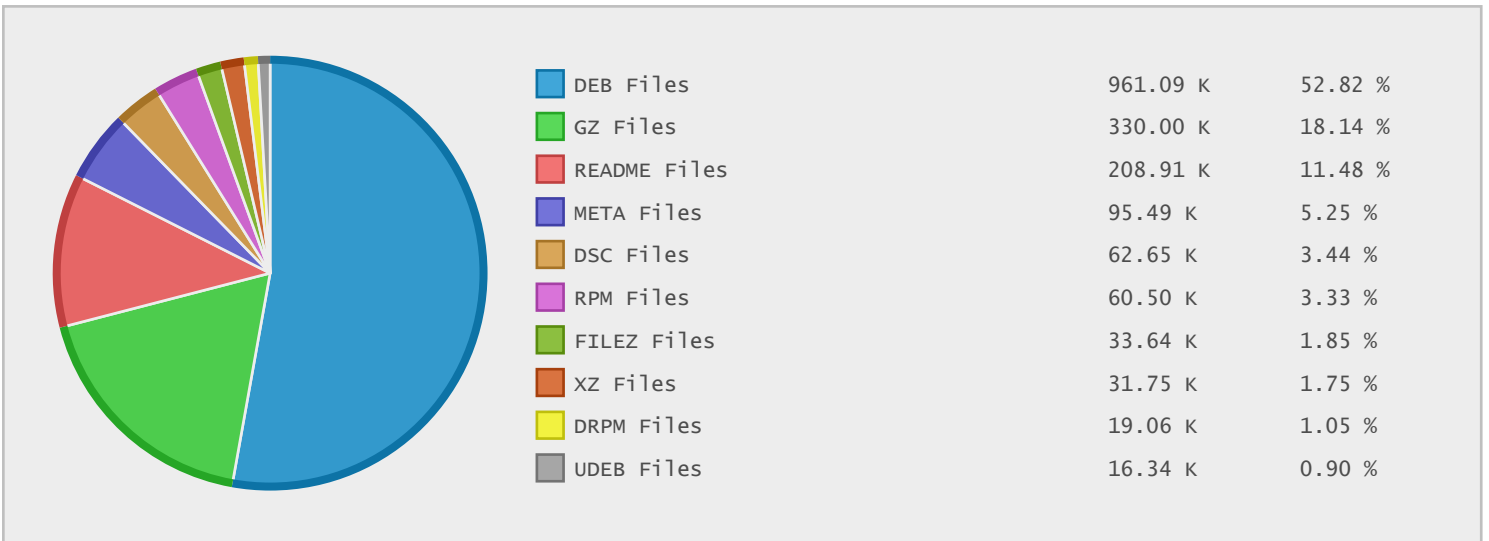 DEB Files 961.09 K 52.82 %
GZ Files 330.00 K 18.14 %
README Files 208.91 K 11.48 %
META Files 95.49 K 5.25 %
DSC Files 62.65 K 3.44 %
RPM Files 60.50 K 3.33 %
FILEZ Files 33.64 K 1.85 %
XZ Files 31.75 K 1.75 %
DRPM Files 19.06 K 1.05 %
UDEB Files 16.34 K 0.90 %